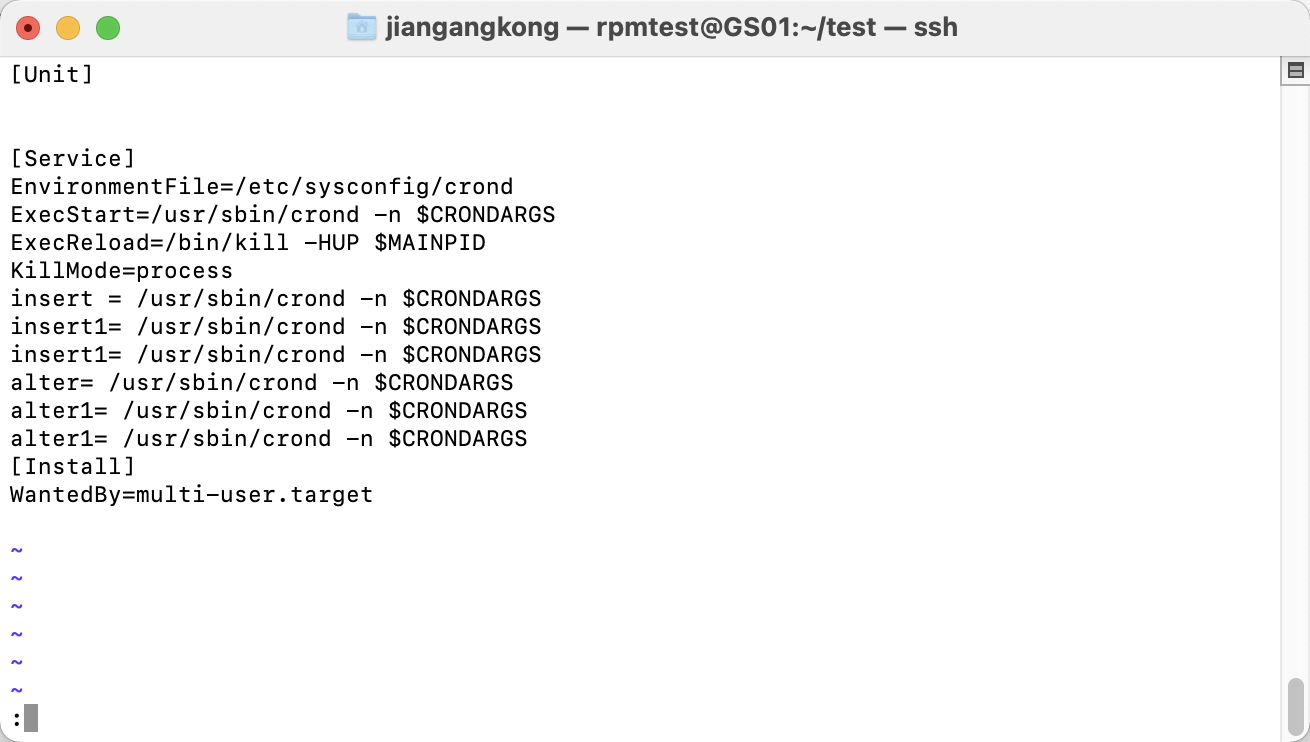 jiangangkong — rpmtest@GS01:~/test — ssh
[Unit]
[Service]
EnvironmentFile=/etc/sysconfig/crond
ExecStart=/usr/sbin/crond -n $CRONDARGS
ExecReload=/bin/kill -HUP $MAINPID
KillMode=process
insert = /usr/sbin/crond -n $CRONDARGS
insert1= /usr/sbin/crond -n $CRONDARGS
insert1= /usr/sbin/crond -n $CRONDARGS
alter= /usr/sbin/crond -n $CRONDARGS
alter1= /usr/sbin/crond -n $CRONDARGS
alter1= /usr/sbin/crond -n $CRONDARGS
[Install]
WantedBy=multi-user.target
~
~
~
~
~
~
: